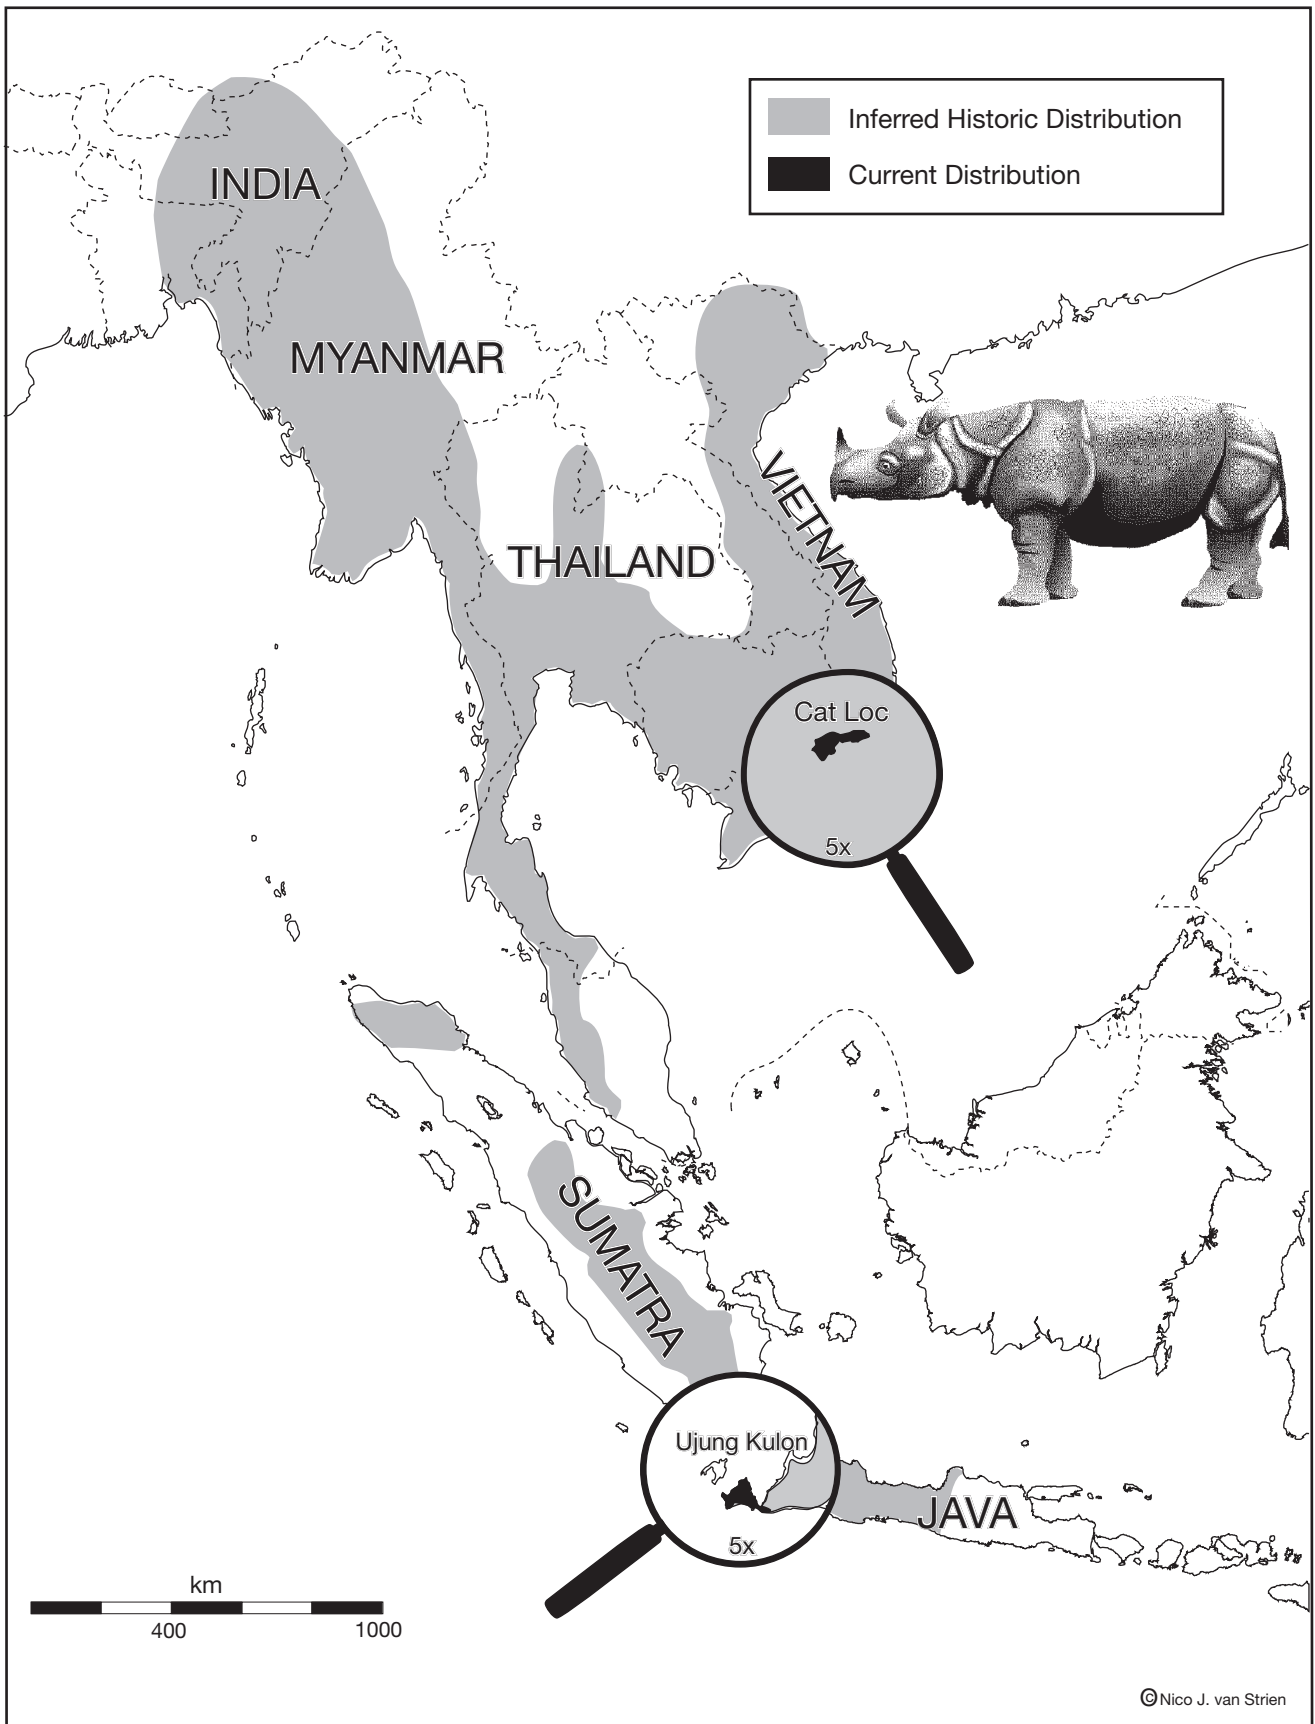 Inferred Historic Distribution
Current Distribution
INDIA
MYANMAR
VIETNAM
THAILAND
Cat Loc
5x
SUMATRA
Ujung Kulon
JAVA
5x
km
400
1000
©Nico J. van Strien